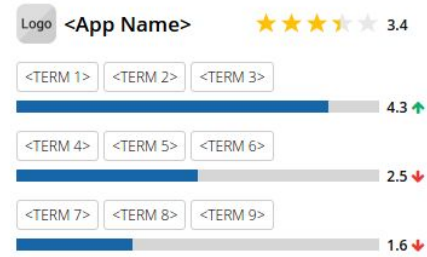 Logo <App Name> 3.4
<TERM 1> <TERM 2> <TERM 3>
4.3
<TERM 4> <TERM 5> <TERM 6>
2.5
<TERM 7> <TERM 8> <TERM 9>
1.6